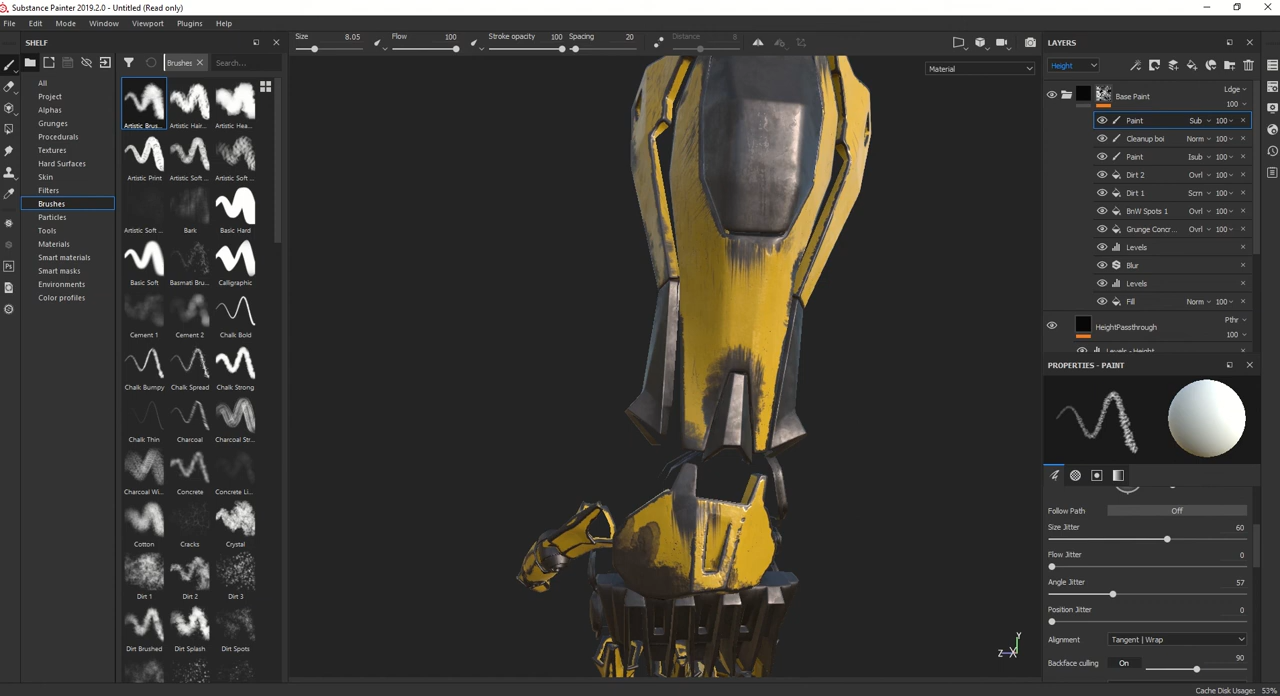 Substance Painter 2019.2.0 - Untitled (Read only)
File Edit Mode Window Viewport Plugins Help
SHELF
Size 8.05 Flow 100 Stroke opacity 100 Spacing 20 Distance 8
LAYERS
Brushes Search...
Height
Material
All
Project
Alphas
Grunges
Procedurals
Textures
Hard Surfaces
Skin
Filters
Brushes
Particles
Tools
Materials
Smart materials
Smart masks
Environments
Color profiles
Artistic Brus... Artistic Hair... Artistic Hea...
Artistic Print Artistic Soft ... Artistic Soft ...
Artistic Soft ... Bark Basic Hard
Basic Soft Basmati Bru... Calligraphic
Cement 1 Cement 2 Chalk Bold
Chalk Bumpy Chalk Spread Chalk Strong
Chalk Thin Charcoal Charcoal Str...
Charcoal Wi... Concrete Concrete Li...
Cotton Cracks Crystal
Dirt 1 Dirt 2 Dirt 3
Dirt Brushed Dirt Splash Dirt Spots
Base Paint Ldge 100
Paint Sub 100
Cleanup boi Norm 100
Paint Isub 100
Dirt 2 Ovrl 100
Dirt 1 Scrn 100
BnW Spots 1 Ovrl 100
Grunge Concr... Ovrl 100
Levels
Blur
Levels
Fill Norm 100
HeightPassthrough Pthr 100
Levels - Height
PROPERTIES - PAINT
Follow Path Off
Size Jitter 60
Flow Jitter 0
Angle Jitter 57
Position Jitter 0
Alignment Tangent | Wrap
Backface culling On 90
Y
Z X
Ps
Cache Disk Usage: 53%